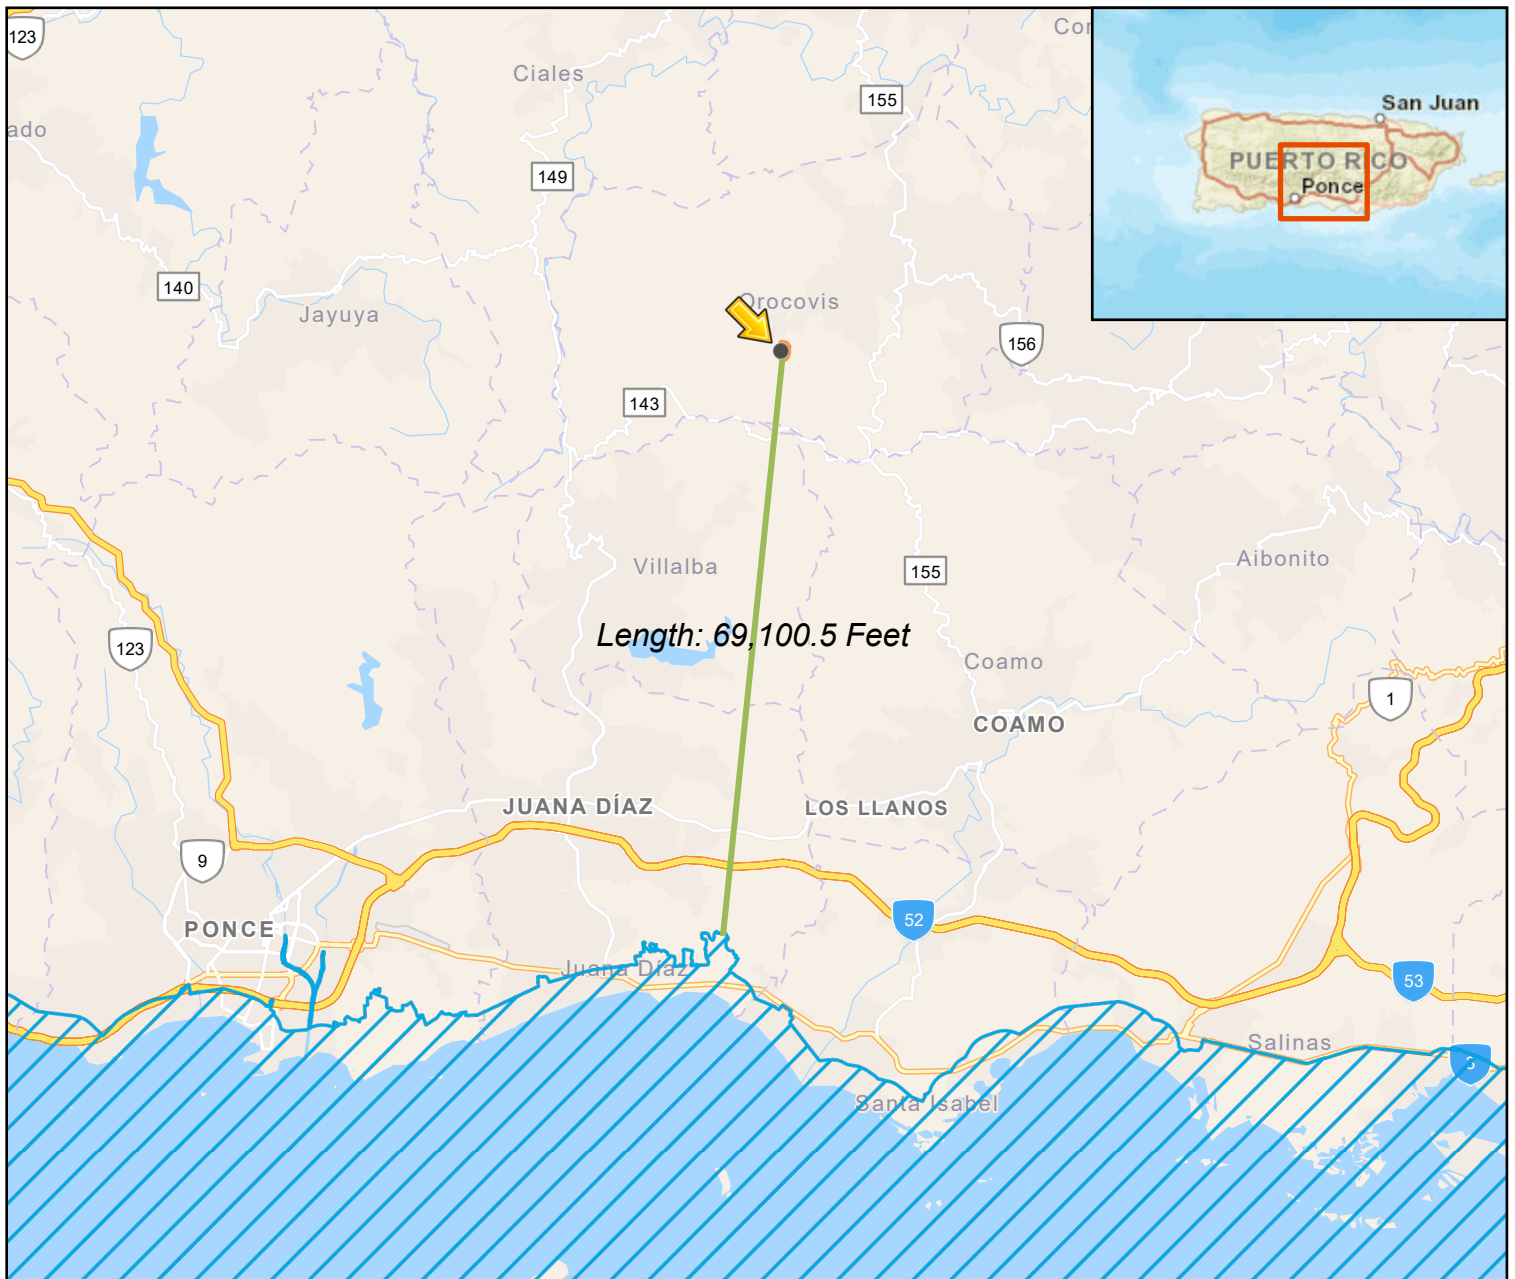 123
Ciales
155
San Juan
PUERTO RICO
Ponce
ado
149
140
Jayuya
Orocovis
156
143
Villalba
155
Aibonito
123
Length: 69,100.5 Feet
Coamo
1
COAMO
JUANA DÍAZ
LOS LLANOS
9
PONCE
52
Juana Díaz
53
Salinas
Santa Isabel